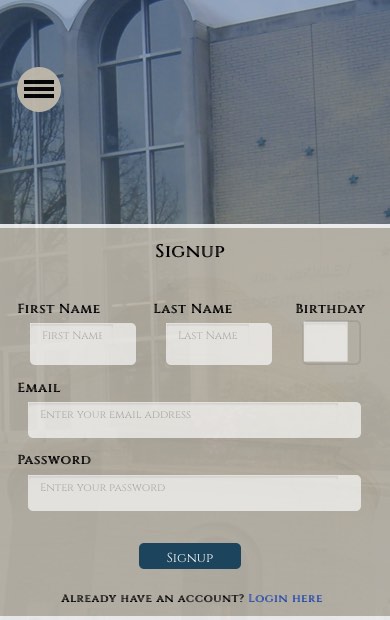 Signup
First Name Last Name Birthday
First Name Last Name
Email
Enter your email address
Password
Enter your password
Signup
Already have an account? Login here